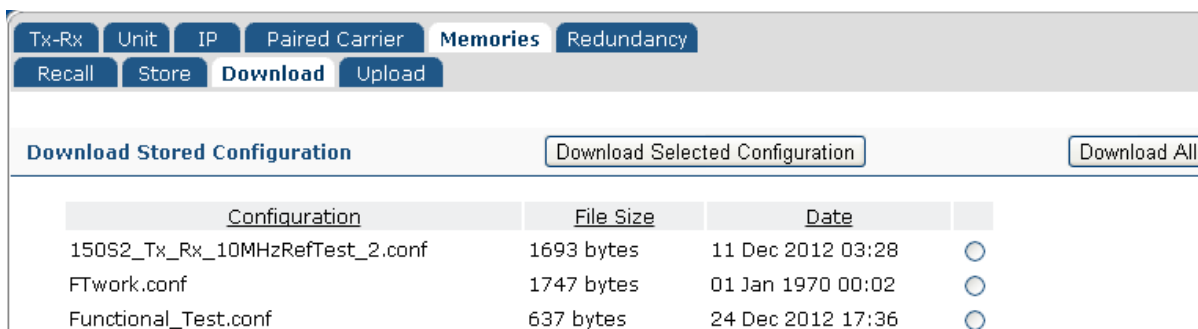 Tx-Rx Unit IP Paired Carrier Memories Redundancy
Recall Store Download Upload
Download Stored Configuration Download Selected Configuration Download All
Configuration File Size Date
150S2_Tx_Rx_10MHzRefTest_2.conf 1693 bytes 11 Dec 2012 03:28
FTwork.conf 1747 bytes 01 Jan 1970 00:02
Functional_Test.conf 637 bytes 24 Dec 2012 17:36